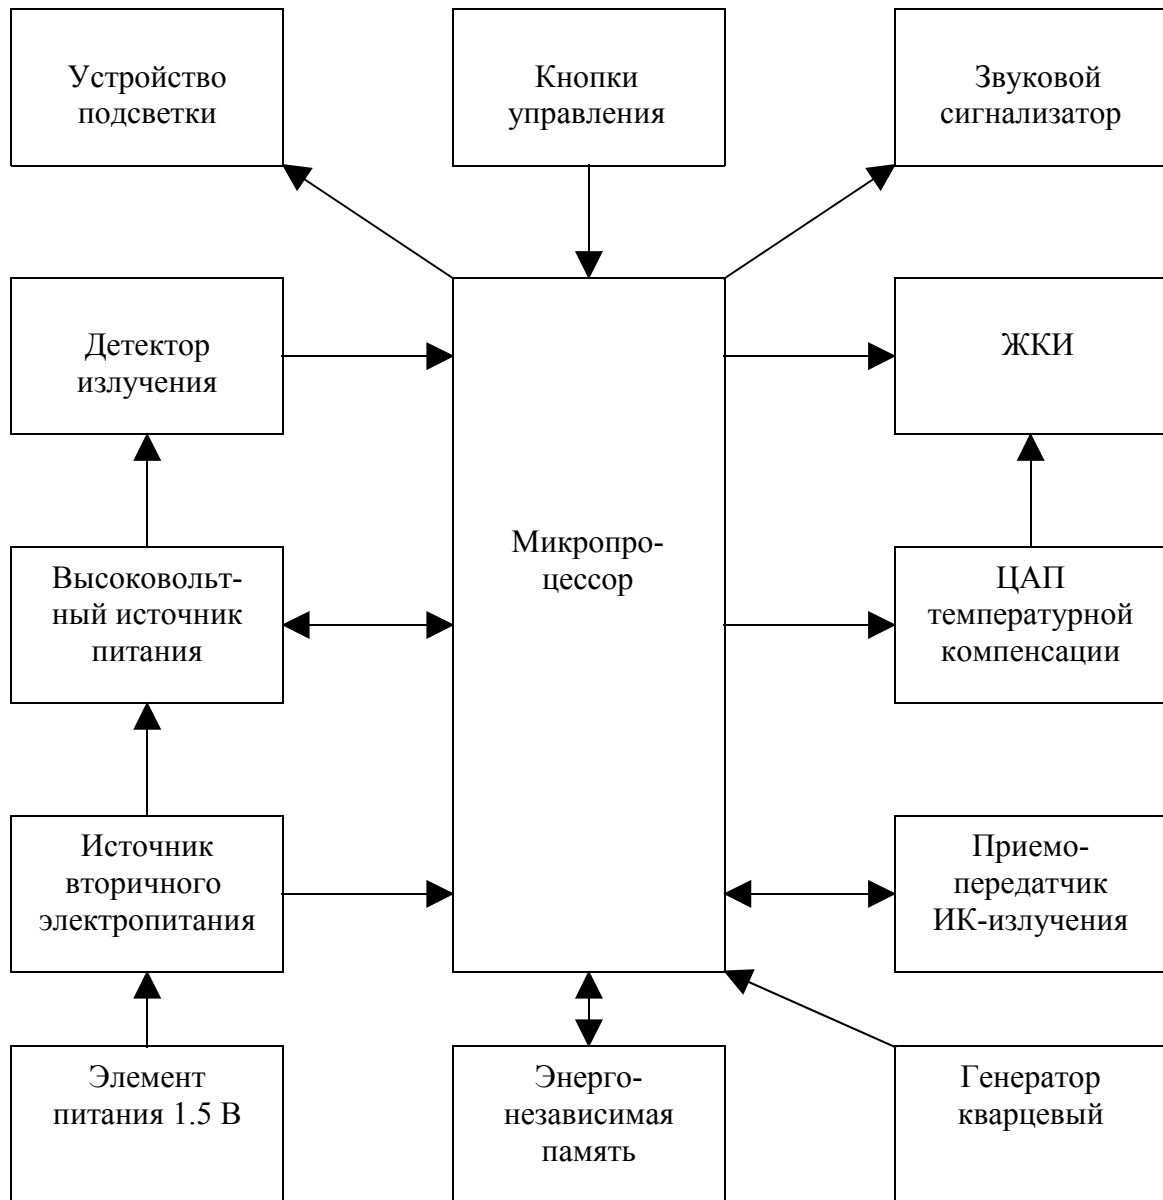 Устройство
подсветки
Кнопки
управления
Звуковой
сигнализатор
Детектор
излучения
ЖКИ
Микропро-
цессор
Высоковольт-
ный источник
питания
ЦАП
температурной
компенсации
Источник
вторичного
электропитания
Приемо-
передатчик
ИК-излучения
Элемент
питания 1.5 В
Энерго-
независимая
память
Генератор
кварцевый